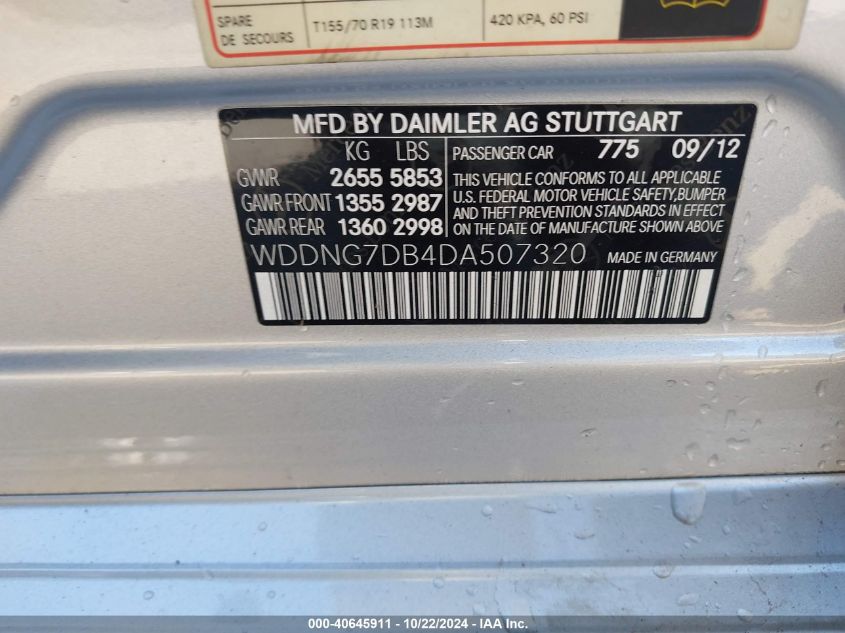 SPARE
DE SECOURS
T155/70 R19 113M
420 KPA, 60 PSI
MFD BY DAIMLER AG STUTTGART
KG LBS
PASSENGER CAR 775 09/12
GVWR 2655 5853
GAWR FRONT 1355 2987
GAWR REAR 1360 2998
THIS VEHICLE CONFORMS TO ALL APPLICABLE
U.S. FEDERAL MOTOR VEHICLE SAFETY,BUMPER
AND THEFT PREVENTION STANDARDS IN EFFECT
ON THE DATE OF MANUFACTURE SHOWN ABOVE
WDDNG7DB4DA507320 MADE IN GERMANY
000-40645911 - 10/22/2024 - IAA Inc.